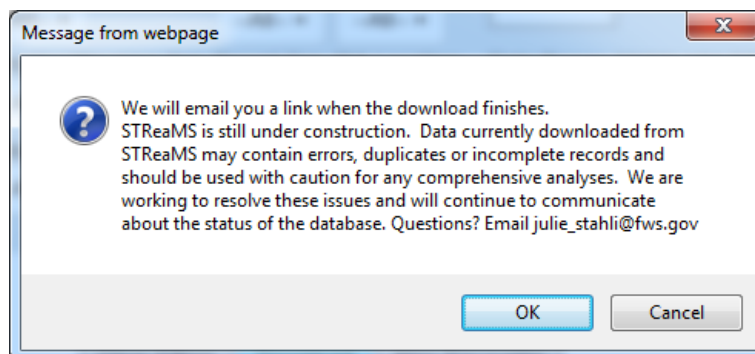 Message from webpage
We will email you a link when the download finishes.
STReaMS is still under construction.  Data currently downloaded from
STReaMS may contain errors, duplicates or incomplete records and
should be used with caution for any comprehensive analyses.  We are
working to resolve these issues and will continue to communicate
about the status of the database. Questions? Email julie_stahli@fws.gov
OK
Cancel